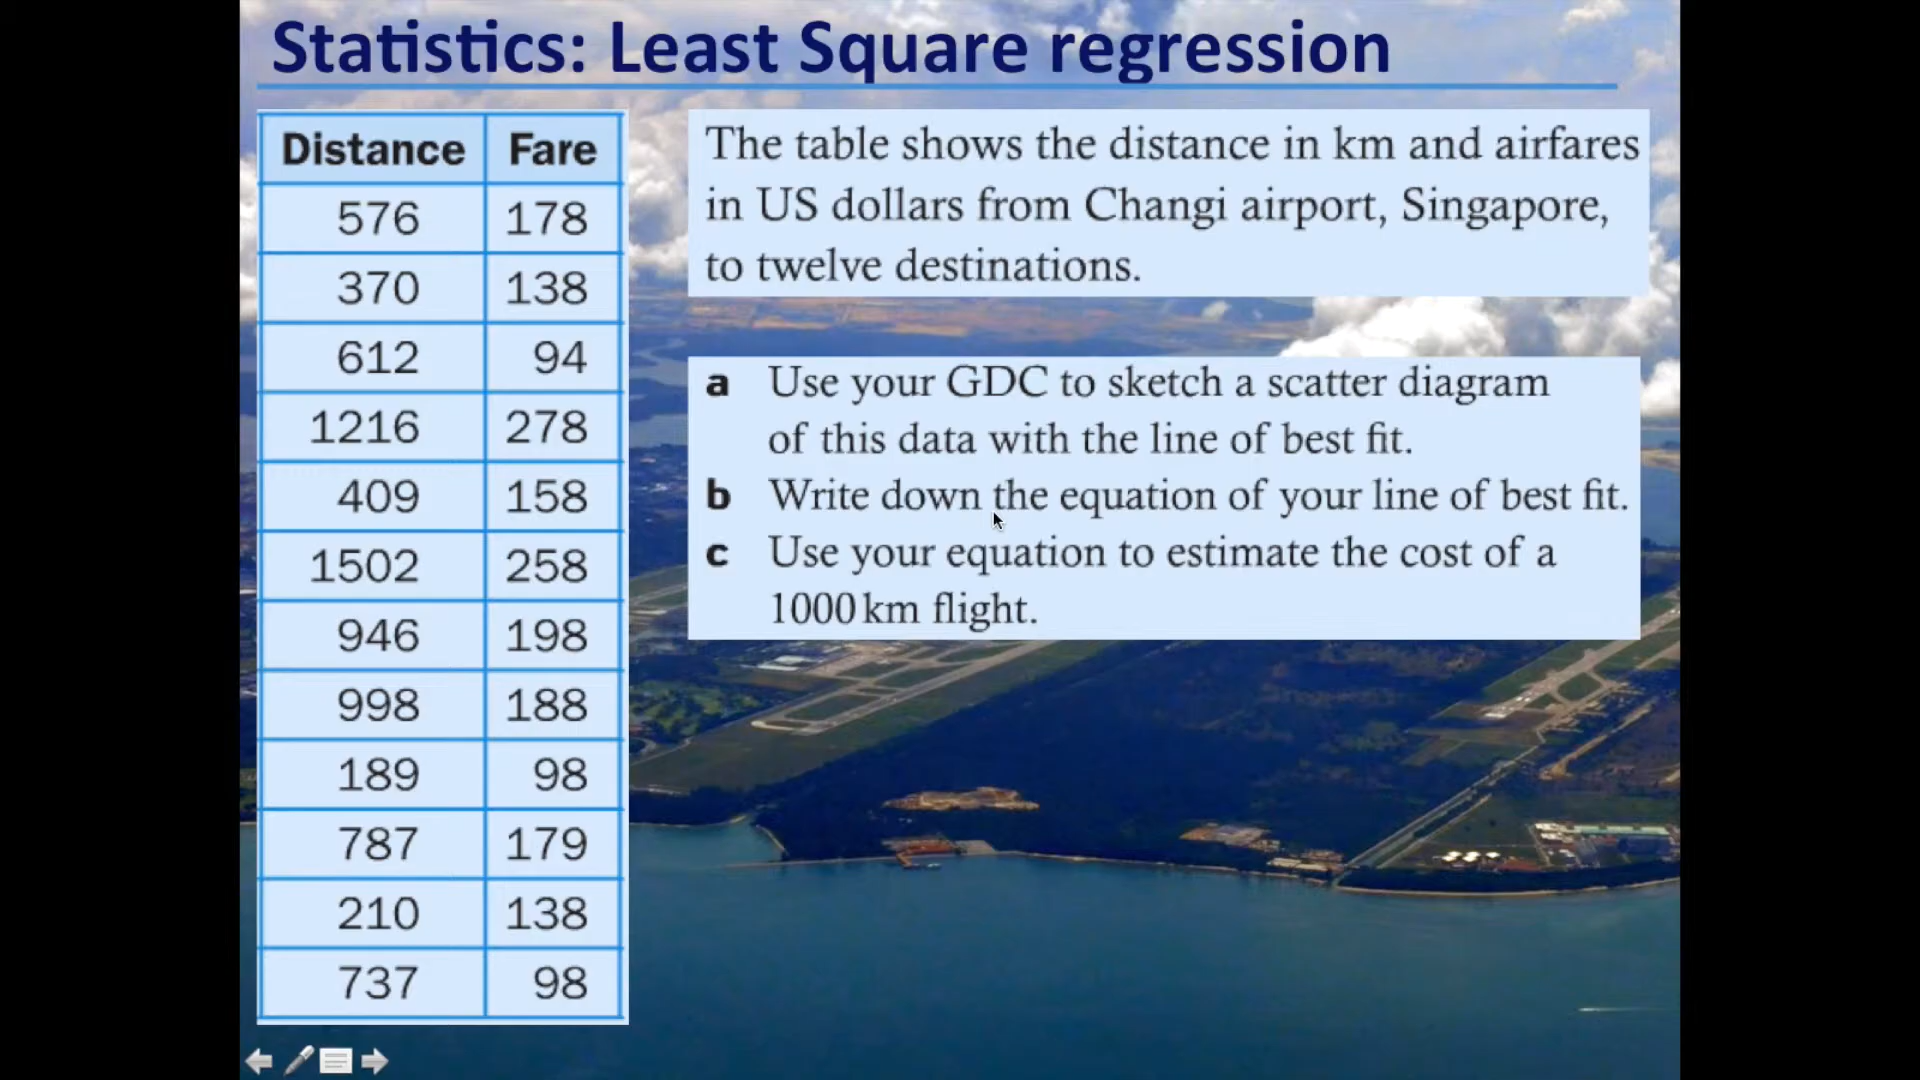 Statistics: Least Square regression
Distance Fare
576 178
370 138
612 94
1216 278
409 158
1502 258
946 198
998 188
189 98
787 179
210 138
737 98
The table shows the distance in km and airfares
in US dollars from Changi airport, Singapore,
to twelve destinations.
a Use your GDC to sketch a scatter diagram
of this data with the line of best fit.
b Write down the equation of your line of best fit.
c Use your equation to estimate the cost of a
1000 km flight.